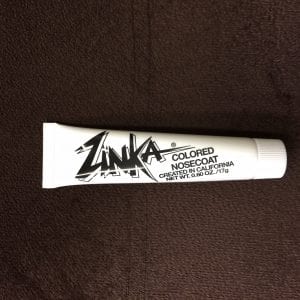 ZINKA®
COLORED
NOSECOAT
CREATED IN CALIFORNIA
NET WT. 0.60 OZ./17g